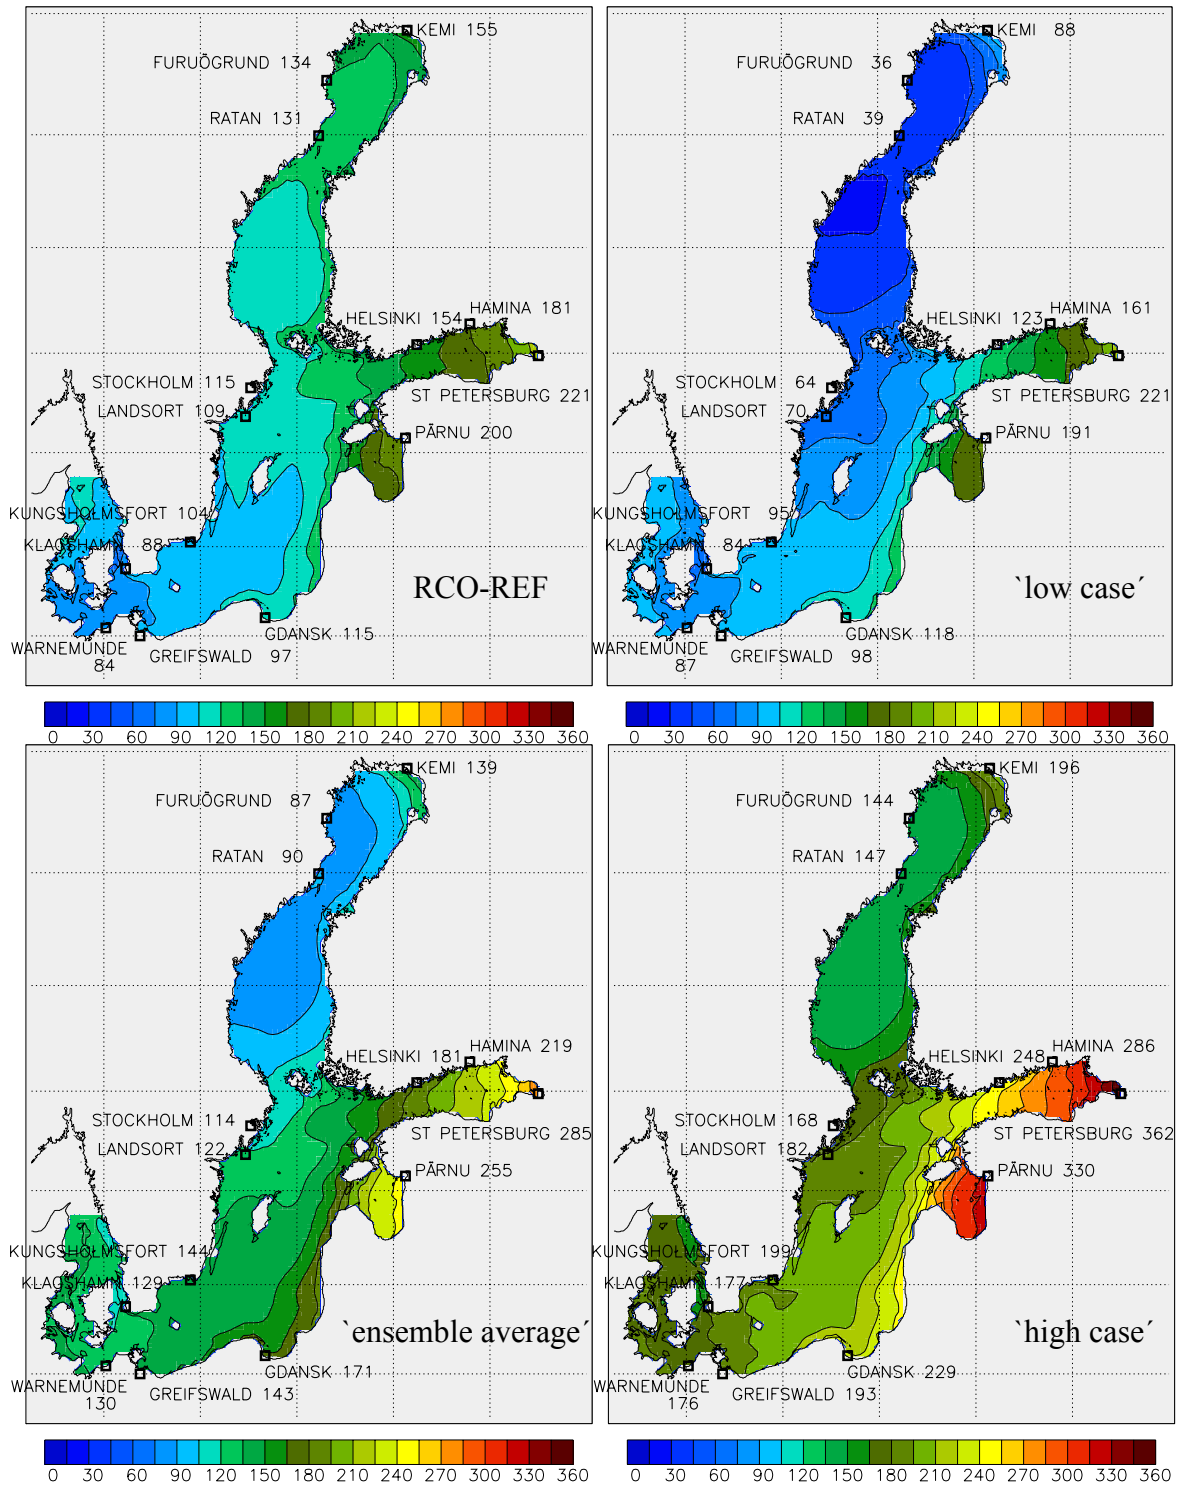 KEMI 155
FURUÖGRUND 134
RATAN 131
HELSINKI 154
HAMINA 181
STOCKHOLM 115
LANDSORT 109
ST PETERSBURG 221
PÄRNU 200
KUNGSHOLMSFORT 104
KLAGSHAMN 88
RCO-REF
GDANSK 115
WARNEMÜNDE
84
GREIFSWALD 97
0 30 60 90 120 150 180 210 240 270 300 330 360
KEMI 88
FURUÖGRUND 36
RATAN 39
HELSINKI 123
HAMINA 161
STOCKHOLM 64
LANDSORT 70
ST PETERSBURG 221
PÄRNU 191
KUNGSHOLMSFORT 95
KLAGSHAMN 84
`low case´
GDANSK 118
WARNEMÜNDE
87
GREIFSWALD 98
0 30 60 90 120 150 180 210 240 270 300 330 360
KEMI 139
FURUÖGRUND 87
RATAN 90
HELSINKI 181
HAMINA 219
STOCKHOLM 114
LANDSORT 122
ST PETERSBURG 285
PÄRNU 255
KUNGSHOLMSFORT 144
KLAGSHAMN 129
`ensemble average´
GDANSK 171
WARNEMÜNDE
130
GREIFSWALD 143
0 30 60 90 120 150 180 210 240 270 300 330 360
KEMI 196
FURUÖGRUND 144
RATAN 147
HELSINKI 248
HAMINA 286
STOCKHOLM 168
LANDSORT 182
ST PETERSBURG 362
PÄRNU 330
KUNGSHOLMSFORT 199
KLAGSHAMN 177
`high case´
GDANSK 229
WARNEMÜNDE
176
GREIFSWALD 193
0 30 60 90 120 150 180 210 240 270 300 330 360